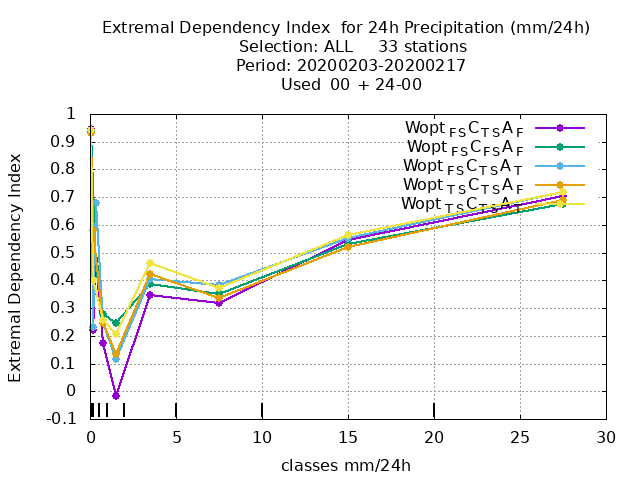 Extremal Dependency Index  for 24h Precipitation (mm/24h)
Selection: ALL     33 stations
Period: 20200203-20200217
Used  00 + 24-00
Extremal Dependency Index
1
0.9
0.8
0.7
0.6
0.5
0.4
0.3
0.2
0.1
0
-0.1
Wopt FS C TS A F
Wopt FS C FS A F
Wopt FS C TS A T
Wopt TS C TS A F
Wopt TS C TS A T
0 5 10 15 20 25 30
classes mm/24h